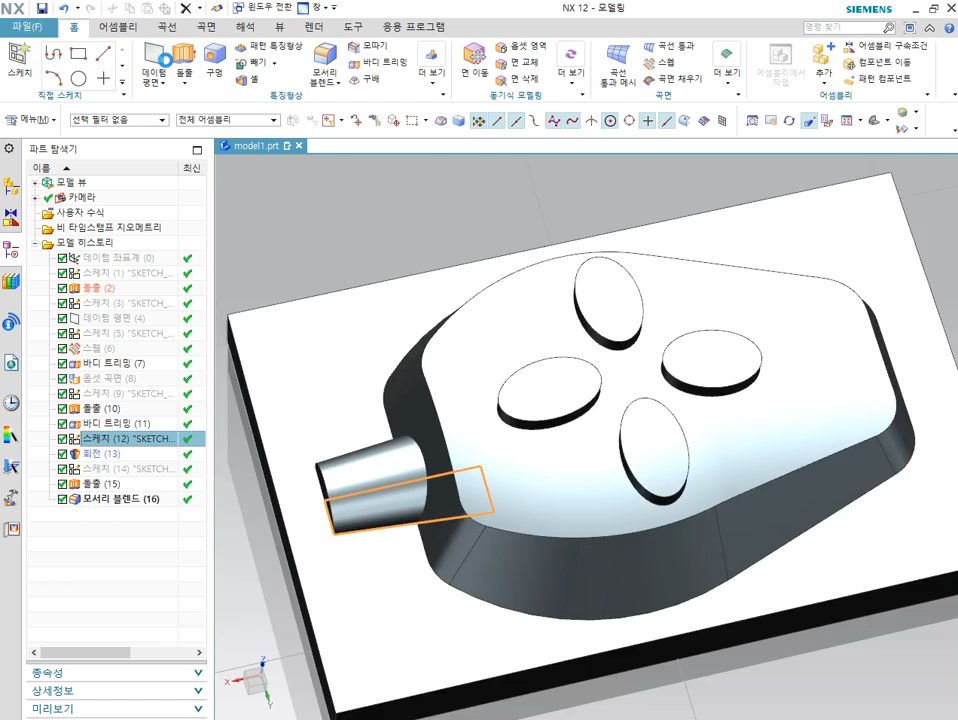 NX 윈도우 전환 창 NX 12 - 모델링 SIEMENS
파일(F) 홈 어셈블리 곡선 곡면 해석 뷰 렌더 도구 응용 프로그램 명령 찾기
스케치 데이텀 평면 돌출 구멍 패턴 특징형상 빼기 셸 모서리 블렌드 모따기 바디 트리밍 구배 더 보기 면 이동 옵셋 영역 면 교체 면 삭제 더 보기 곡선 통과 메시 곡선 통과 스웹 곡면 채우기 더 보기 어셈블리에서 작업 추가 어셈블리 구속조건 컴포넌트 이동 패턴 컴포넌트
직접 스케치 특징형상 동기식 모델링 곡면 어셈블리
메뉴(M) 선택 필터 없음 전체 어셈블리
파트 탐색기 model1.prt
이름 최신
모델 뷰
카메라
사용자 수식
비 타임스탬프 지오메트리
모델 히스토리
데이텀 좌표계 (0)
스케치 (1) "SKETCH_...
돌출 (2)
스케치 (3) "SKETCH_...
데이텀 평면 (4)
스케치 (5) "SKETCH_...
스웹 (6)
바디 트리밍 (7)
옵셋 곡면 (8)
스케치 (9) "SKETCH_...
돌출 (10)
바디 트리밍 (11)
스케치 (12) "SKETCH...
회전 (13)
스케치 (14) "SKETCH_...
돌출 (15)
모서리 블렌드 (16)
종속성
상세정보
미리보기
Z
X
Y